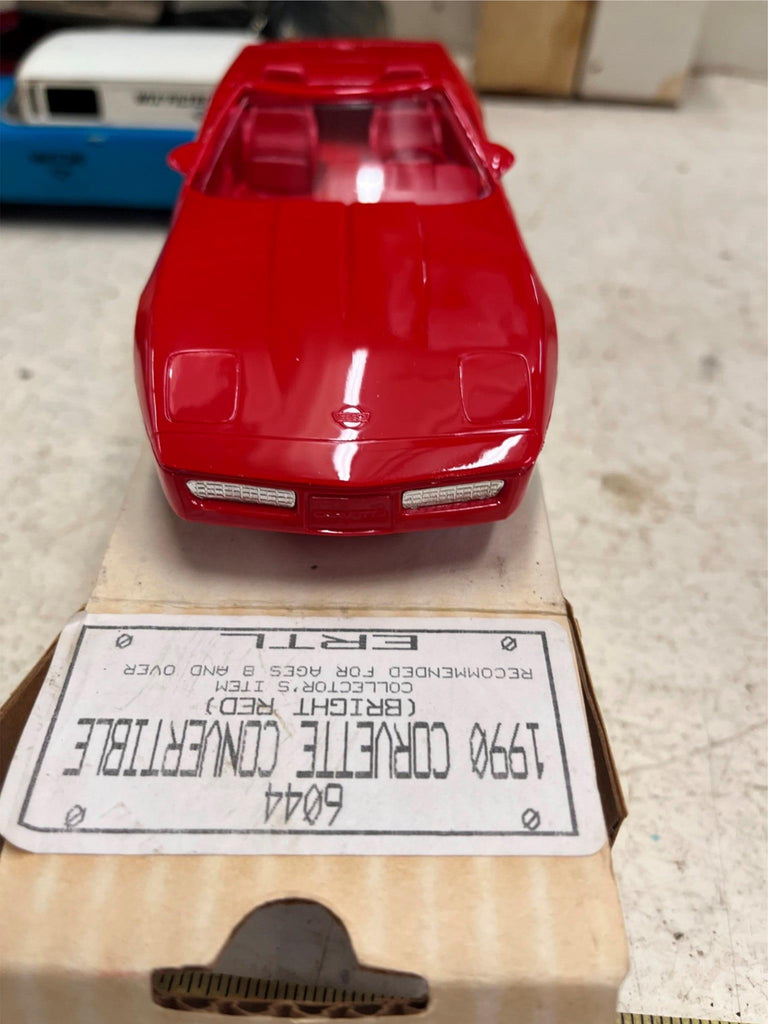 6044
1990 CORVETTE CONVERTIBLE
(BRIGHT RED)
COLLECTOR'S ITEM
RECOMMENDED FOR AGES 8 AND OVER
ERTL